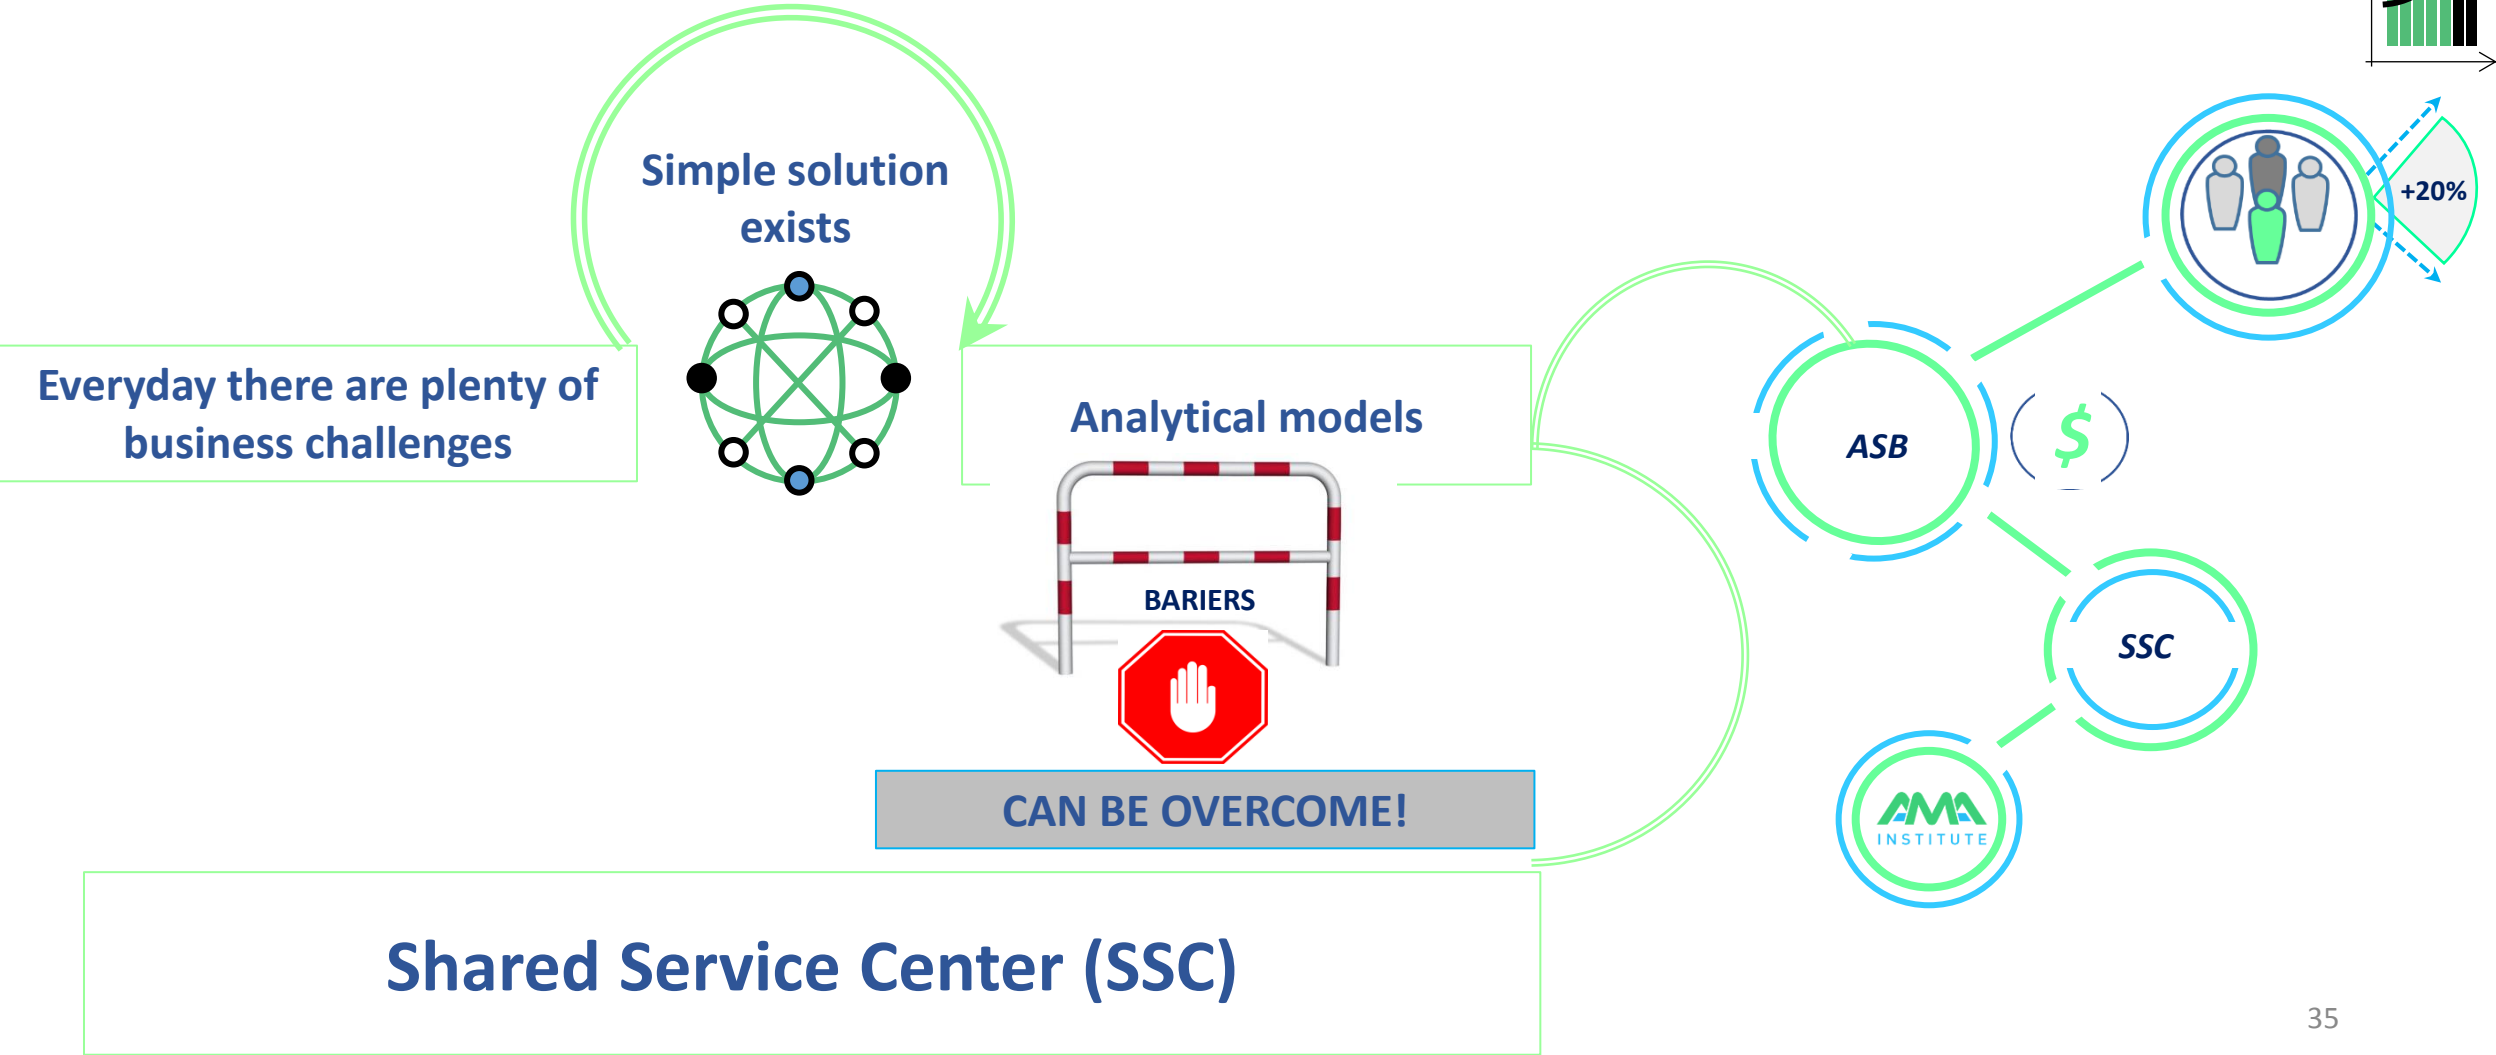 Simple solution
exists
Everyday there are plenty of
business challenges
Analytical models
BARIERS
CAN BE OVERCOME!
Shared Service Center (SSC)
+20%
ASB
$
SSC
AMA
INSTITUTE
35